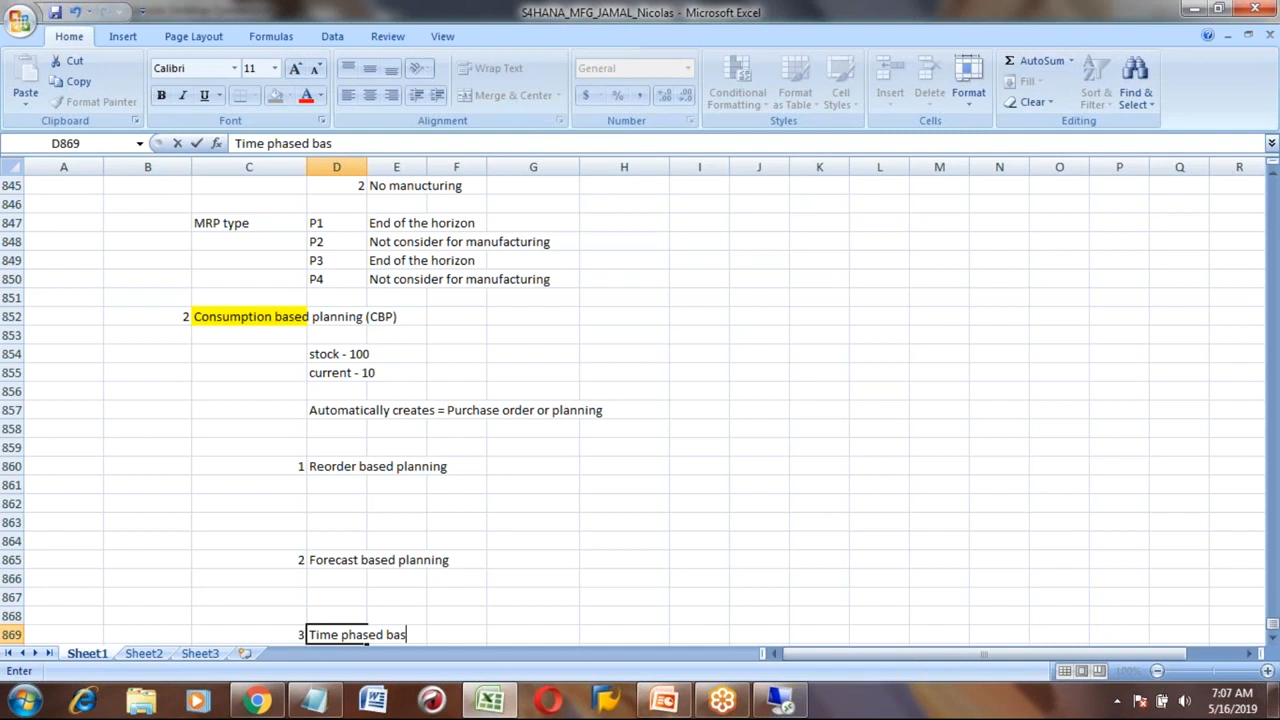 S4HANA_MFG_JAMAL_Nicolas - Microsoft Excel
Home Insert Page Layout Formulas Data Review View
Paste Cut Copy Format Painter Clipboard
Calibri 11 B I U A A A Font
Wrap Text Merge & Center Alignment
General $ % , Number
Conditional Formatting Format as Table Cell Styles Styles
Insert Delete Format Cells
Σ AutoSum Fill Clear Sort & Filter Find & Select Editing
D869 fx Time phased bas
A B C D E F G H I J K L M N O P Q R
845 2 No manucturing
846
847 MRP type P1 End of the horizon
848 P2 Not consider for manufacturing
849 P3 End of the horizon
850 P4 Not consider for manufacturing
851
852 2 Consumption based planning (CBP)
853
854 stock - 100
855 current - 10
856
857 Automatically creates = Purchase order or planning
858
859
860 1 Reorder based planning
861
862
863
864
865 2 Forecast based planning
866
867
868
869 3 Time phased bas
Sheet1 Sheet2 Sheet3
Enter 100%
7:07 AM
5/16/2019